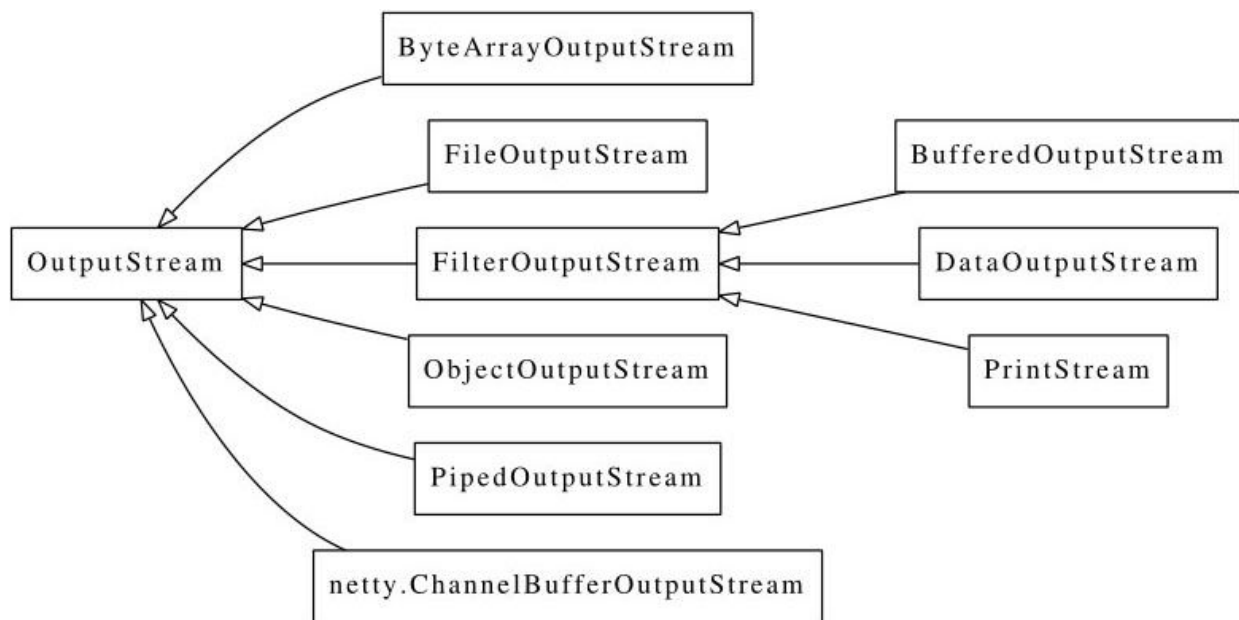 ByteArrayOutputStream
FileOutputStream
BufferedOutputStream
OutputStream
FilterOutputStream
DataOutputStream
ObjectOutputStream
PrintStream
PipedOutputStream
netty.ChannelBufferOutputStream